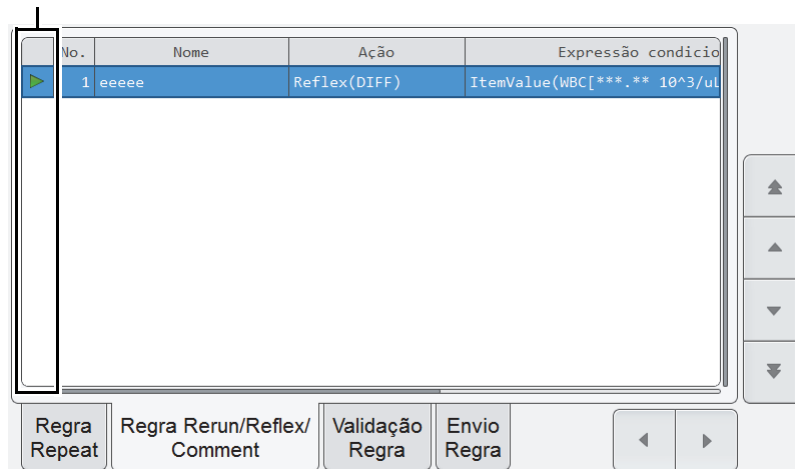 No. Nome Ação Expressão condicio
1 eeeee Reflex(DIFF) ItemValue(WBC[***.** 10^3/uL
Regra Repeat
Regra Rerun/Reflex/ Comment
Validação Regra
Envio Regra